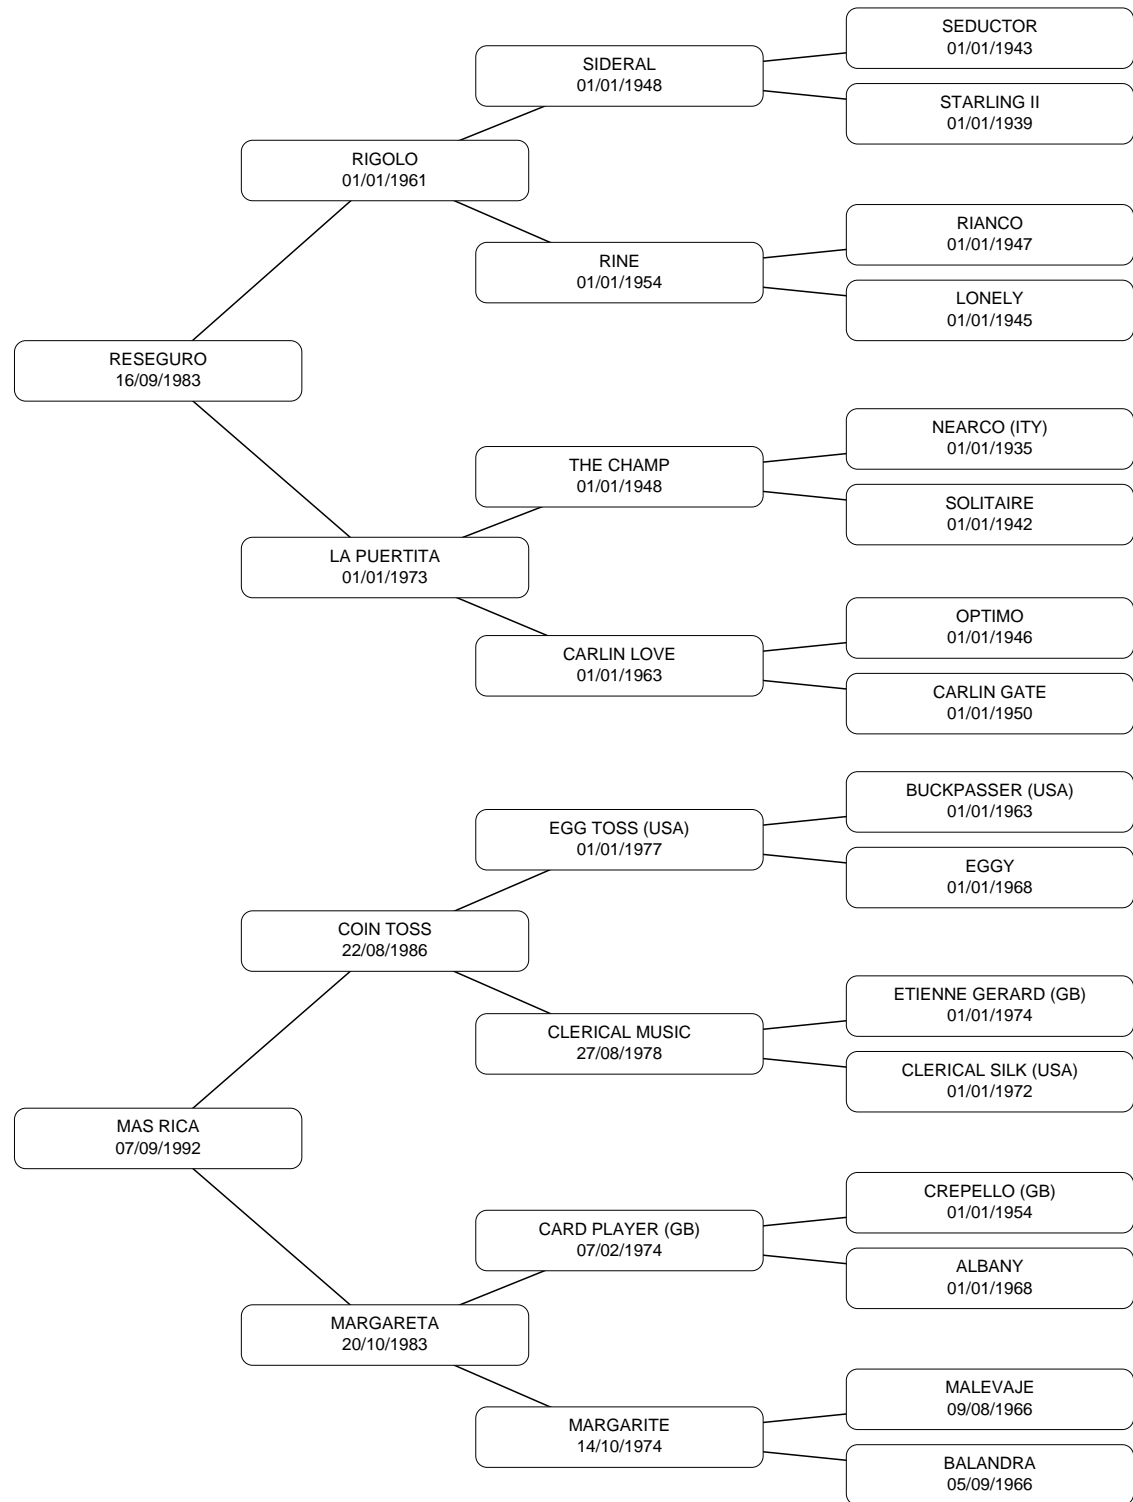 SEDUCTOR
01/01/1943
SIDERAL
01/01/1948
STARLING II
01/01/1939
RIGOLO
01/01/1961
RIANCO
01/01/1947
RINE
01/01/1954
LONELY
01/01/1945
RESEGURO
16/09/1983
NEARCO (ITY)
01/01/1935
THE CHAMP
01/01/1948
SOLITAIRE
01/01/1942
LA PUERTITA
01/01/1973
OPTIMO
01/01/1946
CARLIN LOVE
01/01/1963
CARLIN GATE
01/01/1950
BUCKPASSER (USA)
01/01/1963
EGG TOSS (USA)
01/01/1977
EGGY
01/01/1968
COIN TOSS
22/08/1986
ETIENNE GERARD (GB)
01/01/1974
CLERICAL MUSIC
27/08/1978
CLERICAL SILK (USA)
01/01/1972
MAS RICA
07/09/1992
CREPELLO (GB)
01/01/1954
CARD PLAYER (GB)
07/02/1974
ALBANY
01/01/1968
MARGARETA
20/10/1983
MALEVAJE
09/08/1966
MARGARITE
14/10/1974
BALANDRA
05/09/1966